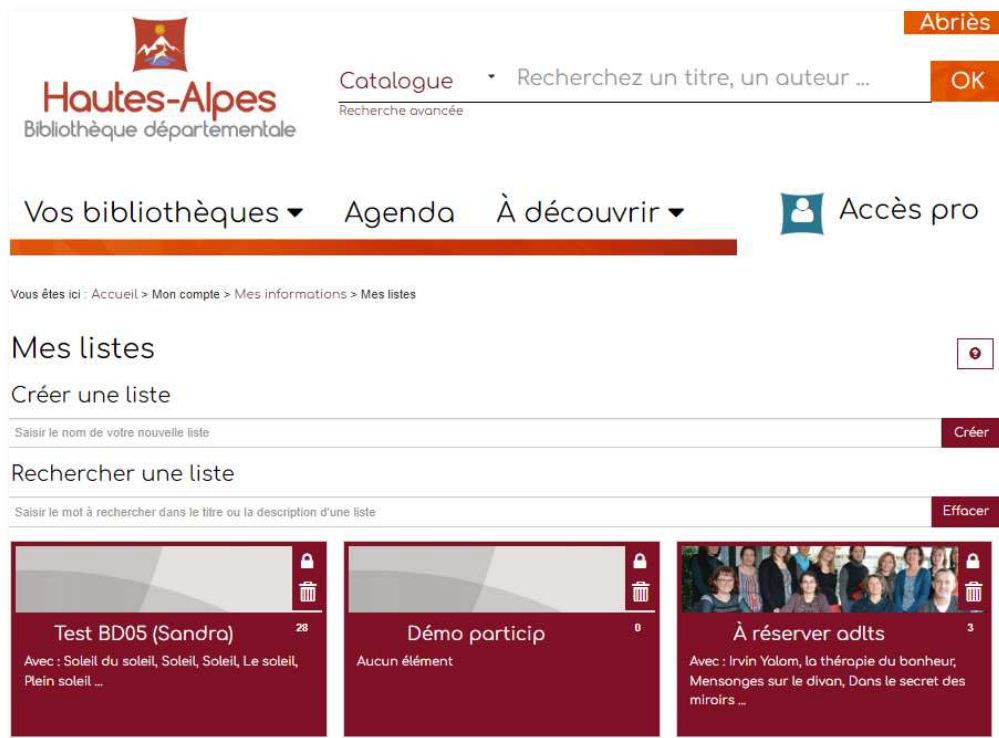 Abriès
Hautes-Alpes
Bibliothèque départementale
Catalogue Recherchez un titre, un auteur ... OK
Recherche avancée
Vos bibliothèques Agenda À découvrir Accès pro
Vous êtes ici : Accueil > Mon compte > Mes informations > Mes listes
Mes listes
Créer une liste
Saisir le nom de votre nouvelle liste Créer
Rechercher une liste
Saisir le mot à rechercher dans le titre ou la description d'une liste Effacer
Test BD05 (Sandra) 28
Avec : Soleil du soleil, Soleil, Soleil, Le soleil,
Plein soleil ...
Démo particip 0
Aucun élément
À réserver adlts 3
Avec : Irvin Yalom, la thérapie du bonheur,
Mensonges sur le divan, Dans le secret des
miroirs ...